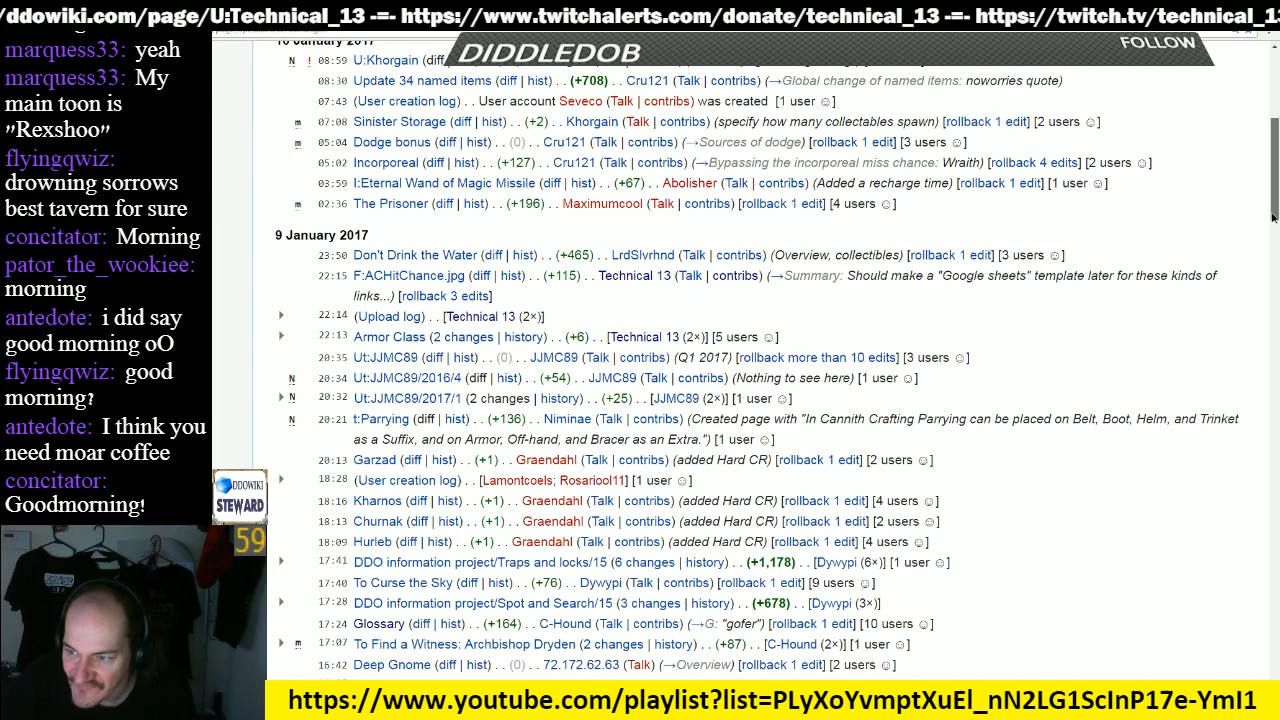 /ddowiki.com/page/U:Technical_13 -=- https://www.twitchalerts.com/donate/technical_13 -=- https://twitch.tv/technical_1
DIDDLEDOB
FOLLOW
marquess33: yeah
marquess33: My
main toon is
"Rexshoo"
flyingqwiz:
drowning sorrows
best tavern for sure
concitator: Morning
pator_the_wookiee:
morning
antedote: i did say
good morning oO
flyingqwiz: good
morning?
antedote: I think you
need moar coffee
concitator:
Goodmorning!
DDOWIKI
STEWARD
59
10 January 2017
N ! 08:59 U:Khorgain (diff
08:30 Update 34 named items (diff | hist) . . (+708) . . Cru121 (Talk | contribs) (→Global change of named items: noworries quote)
07:43 (User creation log) . . User account Seveco (Talk | contribs) was created [1 user ☺]
m 07:08 Sinister Storage (diff | hist) . . (+2) . . Khorgain (Talk | contribs) (specify how many collectables spawn) [rollback 1 edit] [2 users ☺]
m 05:04 Dodge bonus (diff | hist) . . (0) . . Cru121 (Talk | contribs) (→Sources of dodge) [rollback 1 edit] [3 users ☺]
05:02 Incorporeal (diff | hist) . . (+127) . . Cru121 (Talk | contribs) (→Bypassing the incorporeal miss chance: Wraith) [rollback 4 edits] [2 users ☺]
03:59 I:Eternal Wand of Magic Missile (diff | hist) . . (+67) . . Abolisher (Talk | contribs) (Added a recharge time) [rollback 1 edit] [1 user ☺]
m 02:36 The Prisoner (diff | hist) . . (+196) . . Maximumcool (Talk | contribs) [rollback 1 edit] [4 users ☺]
9 January 2017
23:50 Don't Drink the Water (diff | hist) . . (+465) . . LrdSlvrhnd (Talk | contribs) (Overview, collectibles) [rollback 1 edit] [3 users ☺]
22:15 F:ACHitChance.jpg (diff | hist) . . (+115) . . Technical 13 (Talk | contribs) (→Summary: Should make a "Google sheets" template later for these kinds of
links...) [rollback 3 edits]
22:14 (Upload log) . . [Technical 13 (2×)]
22:13 Armor Class (2 changes | history) . . (+6) . . [Technical 13 (2×)] [5 users ☺]
20:35 Ut:JJMC89 (diff | hist) . . (0) . . JJMC89 (Talk | contribs) (Q1 2017) [rollback more than 10 edits] [3 users ☺]
N 20:34 Ut:JJMC89/2016/4 (diff | hist) . . (+54) . . JJMC89 (Talk | contribs) (Nothing to see here) [1 user ☺]
N 20:32 Ut:JJMC89/2017/1 (2 changes | history) . . (+25) . . [JJMC89 (2×)] [1 user ☺]
N 20:21 t:Parrying (diff | hist) . . (+136) . . Niminae (Talk | contribs) (Created page with "In Cannith Crafting Parrying can be placed on Belt, Boot, Helm, and Trinket
as a Suffix, and on Armor, Off-hand, and Bracer as an Extra.") [1 user ☺]
20:13 Garzad (diff | hist) . . (+1) . . Graendahl (Talk | contribs) (added Hard CR) [rollback 1 edit] [2 users ☺]
18:28 (User creation log) . . [Lamontcoels; Rosariol11] [1 user ☺]
18:16 Kharnos (diff | hist) . . (+1) . . Graendahl (Talk | contribs) (added Hard CR) [rollback 1 edit] [4 users ☺]
18:13 Churnak (diff | hist) . . (+1) . . Graendahl (Talk | contribs) (added Hard CR) [rollback 1 edit] [2 users ☺]
18:09 Hurleb (diff | hist) . . (+1) . . Graendahl (Talk | contribs) (added Hard CR) [rollback 1 edit] [4 users ☺]
17:41 DDO information project/Traps and locks/15 (6 changes | history) . . (+1,178) . . [Dywypi (6×)] [1 user ☺]
17:40 To Curse the Sky (diff | hist) . . (+76) . . Dywypi (Talk | contribs) [rollback 1 edit] [9 users ☺]
17:28 DDO information project/Spot and Search/15 (3 changes | history) . . (+678) . . [Dywypi (3×)]
17:24 Glossary (diff | hist) . . (+164) . . C-Hound (Talk | contribs) (→G: "gofer") [rollback 1 edit] [10 users ☺]
m 17:07 To Find a Witness: Archbishop Dryden (2 changes | history) . . (+87) . . [C-Hound (2×)] [1 user ☺]
16:42 Deep Gnome (diff | hist) . . (0) . . 72.172.62.63 (Talk) (→Overview) [rollback 1 edit] [2 users ☺]
https://www.youtube.com/playlist?list=PLyXoYvmptXuEl_nN2LG1ScInP17e-YmI1